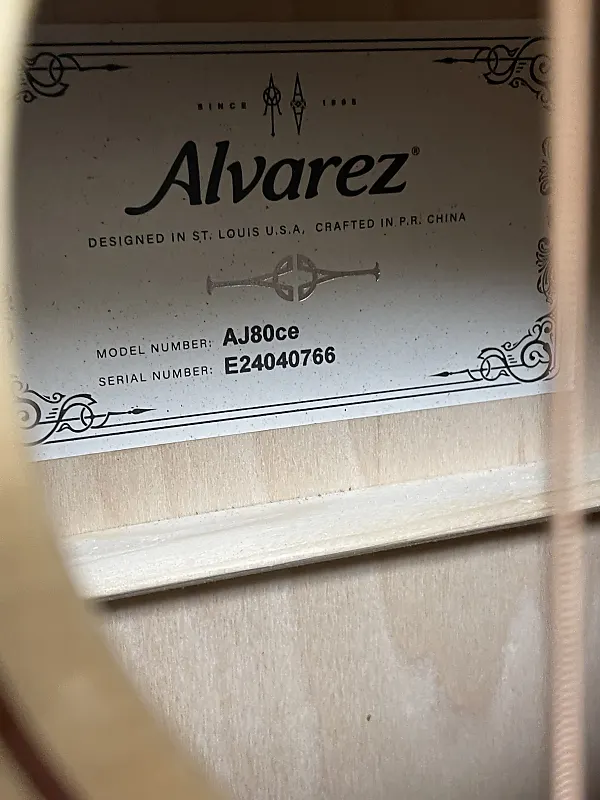 SINCE 1965
Alvarez®
DESIGNED IN ST. LOUIS U.S.A, CRAFTED IN P.R. CHINA
MODEL NUMBER: AJ80ce
SERIAL NUMBER: E24040766